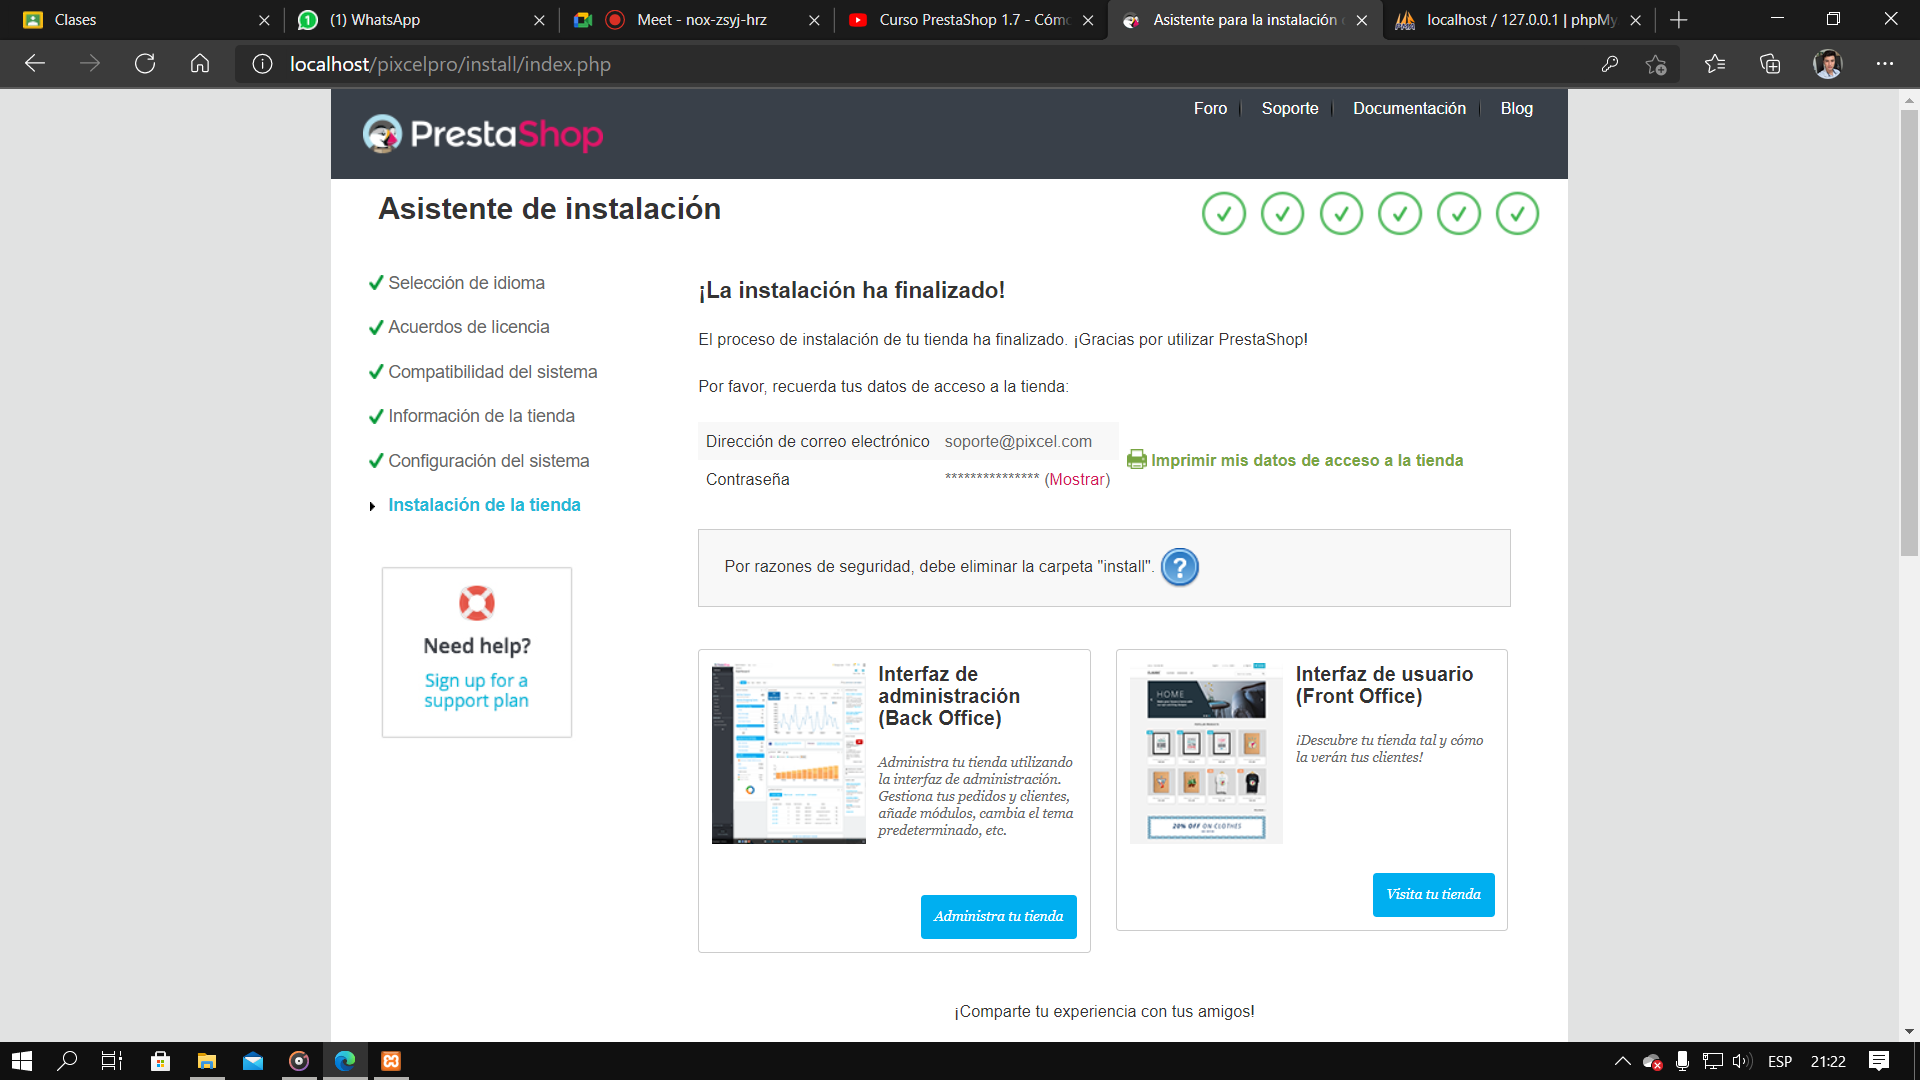 Clases
(1) WhatsApp
Meet - nox-zsyj-hrz
Curso PrestaShop 1.7 - Cómo
Asistente para la instalación
localhost / 127.0.0.1 | phpMy
localhost/pixcelpro/install/index.php
Foro
Soporte
Documentación
Blog
PrestaShop
Asistente de instalación
Selección de idioma
Acuerdos de licencia
Compatibilidad del sistema
Información de la tienda
Configuración del sistema
Instalación de la tienda
Need help?
Sign up for a
support plan
¡La instalación ha finalizado!
El proceso de instalación de tu tienda ha finalizado. ¡Gracias por utilizar PrestaShop!
Por favor, recuerda tus datos de acceso a la tienda:
Dirección de correo electrónico soporte@pixcel.com
Contraseña *************** (Mostrar)
Imprimir mis datos de acceso a la tienda
Por razones de seguridad, debe eliminar la carpeta "install". ?
Interfaz de
administración
(Back Office)
Administra tu tienda utilizando
la interfaz de administración.
Gestiona tus pedidos y clientes,
añade módulos, cambia el tema
predeterminado, etc.
Administra tu tienda
HOME
20% OFF ON CLOTHES
Interfaz de usuario
(Front Office)
¡Descubre tu tienda tal y cómo
la verán tus clientes!
Visita tu tienda
¡Comparte tu experiencia con tus amigos!
ESP
21:22